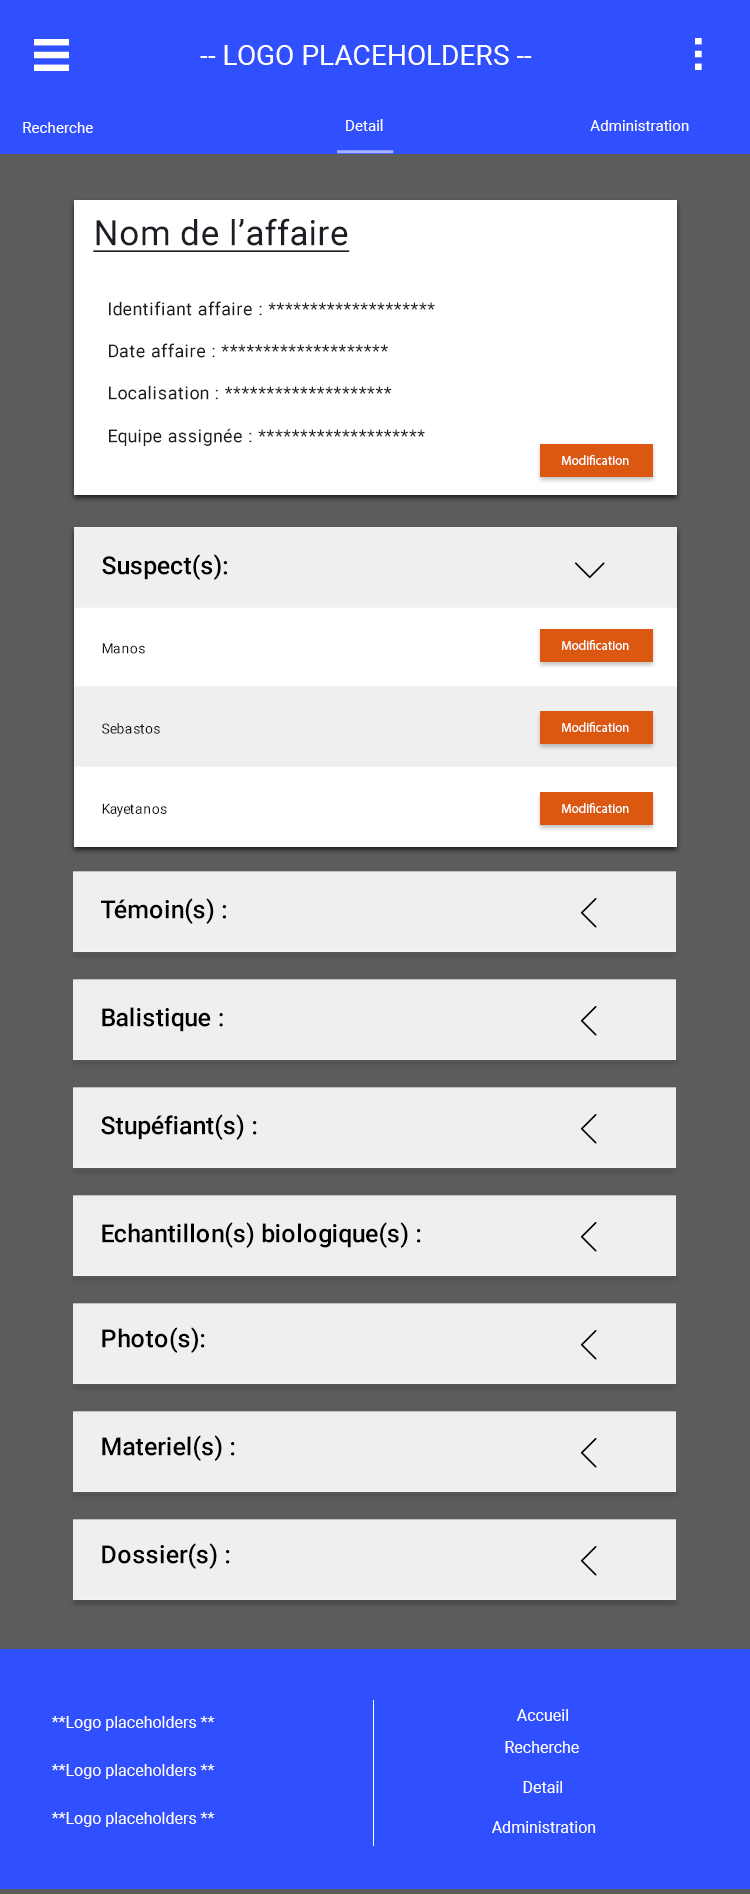 -- LOGO PLACEHOLDERS --
Recherche
Detail
Administration
Nom de l’affaire
Identifiant affaire : ********************
Date affaire : ********************
Localisation : ********************
Equipe assignée : ********************
Modification
Suspect(s):
Manos
Modification
Sebastos
Modification
Kayetanos
Modification
Témoin(s) :
Balistique :
Stupéfiant(s) :
Echantillon(s) biologique(s) :
Photo(s):
Materiel(s) :
Dossier(s) :
**Logo placeholders **
**Logo placeholders **
**Logo placeholders **
Accueil
Recherche
Detail
Administration